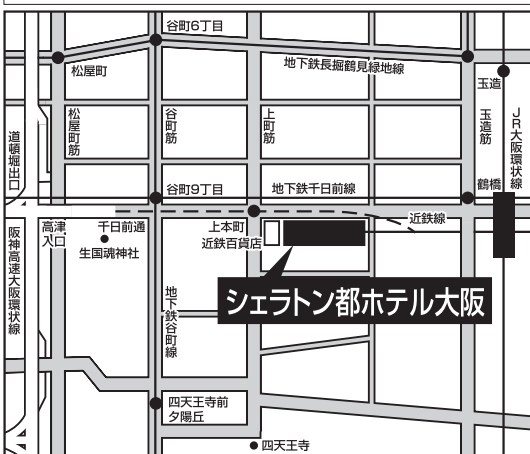 谷町6丁目
松屋町
地下鉄長掘鶴見緑地線
玉造
松屋町筋
谷町筋
上町筋
玉造筋
JR大阪環状線
道頓堀出口
谷町9丁目
地下鉄千日前線
鶴橋
近鉄線
高津
入口
千日前通
生国魂神社
上本町
近鉄百貨店
阪神高速大阪環状線
地下鉄谷町線
シェラトン都ホテル大阪
四天王寺前
夕陽丘
四天王寺